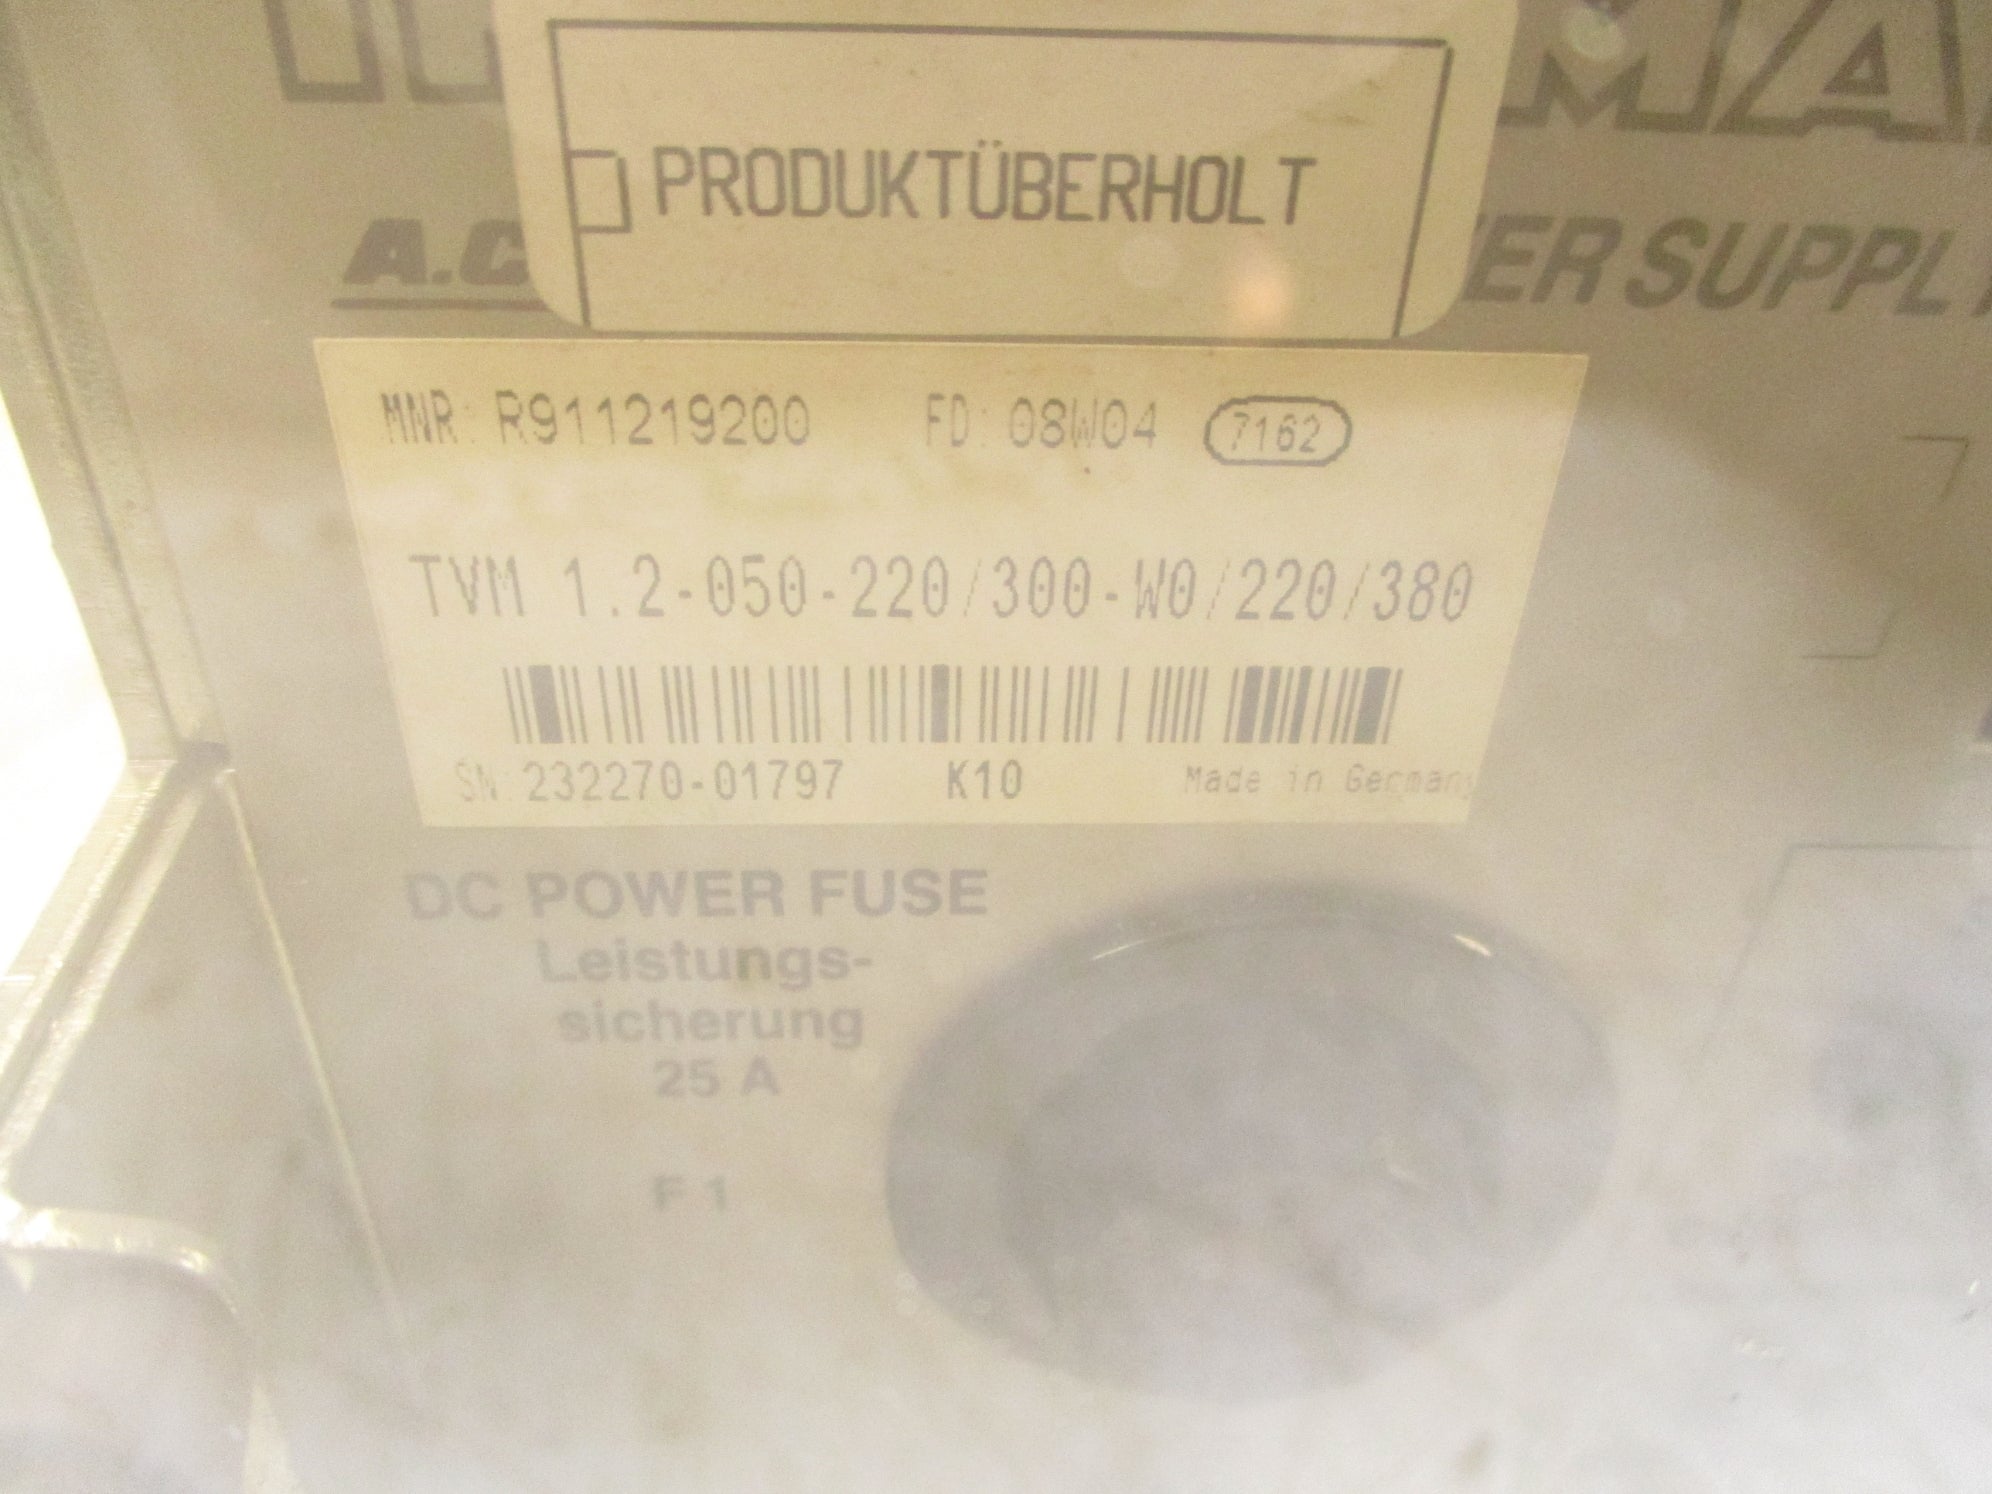 PRODUKTÜBERHOLT
A.C
ER SUPPL
MNR: R911219200 FD: 08W04 7162
TVM 1.2-050-220/300-W0/220/380
SN: 232270-01797 K10 Made in Germany
DC POWER FUSE
Leistungs-
sicherung
25 A
F 1